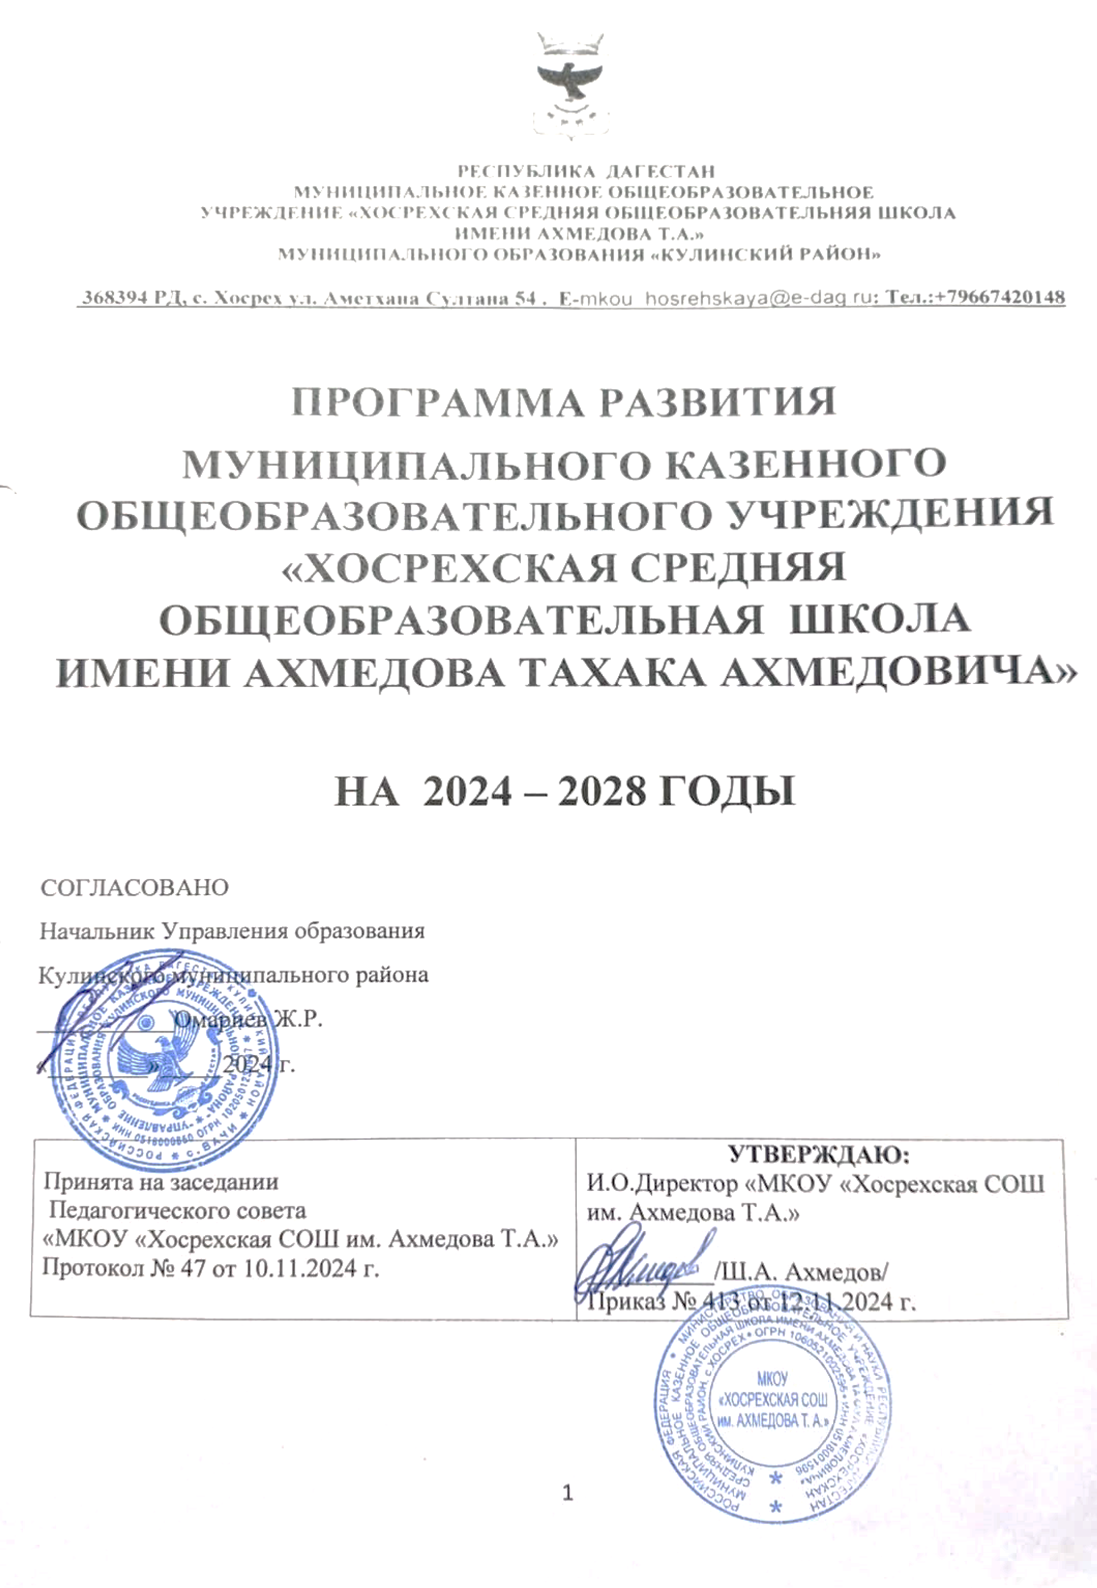 РЕСПУБЛИКА ДАГЕСТАН
МУНИЦИПАЛЬНОЕ КАЗЕННОЕ ОБЩЕОБРАЗОВАТЕЛЬНОЕ
УЧРЕЖДЕНИЕ «ХОСРЕХСКАЯ СРЕДНЯЯ ОБЩЕОБРАЗОВАТЕЛЬНЯЯ ШКОЛА
ИМЕНИ АХМЕДОВА Т.А.»
МУНИЦИПАЛЬНОГО ОБРАЗОВАНИЯ «КУЛИНСКИЙ РАЙОН»
368394 РД, с. Хосрех ул. Аметхана Султана 54 . E-mkou hosrehskaya@e-dag ru: Тел.:+79667420148
ПРОГРАММА РАЗВИТИЯ
МУНИЦИПАЛЬНОГО КАЗЕННОГО
ОБЩЕОБРАЗОВАТЕЛЬНОГО УЧРЕЖДЕНИЯ
«ХОСРЕХСКАЯ СРЕДНЯЯ
ОБЩЕОБРАЗОВАТЕЛЬНАЯ ШКОЛА
ИМЕНИ АХМЕДОВА ТАХАКА АХМЕДОВИЧА»
НА 2024 – 2028 ГОДЫ
СОГЛАСОВАНО
Начальник Управления образования
Кулинского муниципального района
Омариев Ж.Р.
« » 2024 г.
Принята на заседании
Педагогического совета
«МКОУ «Хосрехская СОШ им. Ахмедова Т.А.»
Протокол № 47 от 10.11.2024 г.
УТВЕРЖДАЮ:
И.О.Директор «МКОУ «Хосрехская СОШ
им. Ахмедова Т.А.»
/Ш.А. Ахмедов/
Приказ № 413 от 12.11.2024 г.
МКОУ
«ХОСРЕХСКАЯ СОШ
им. АХМЕДОВА Т. А.»
1